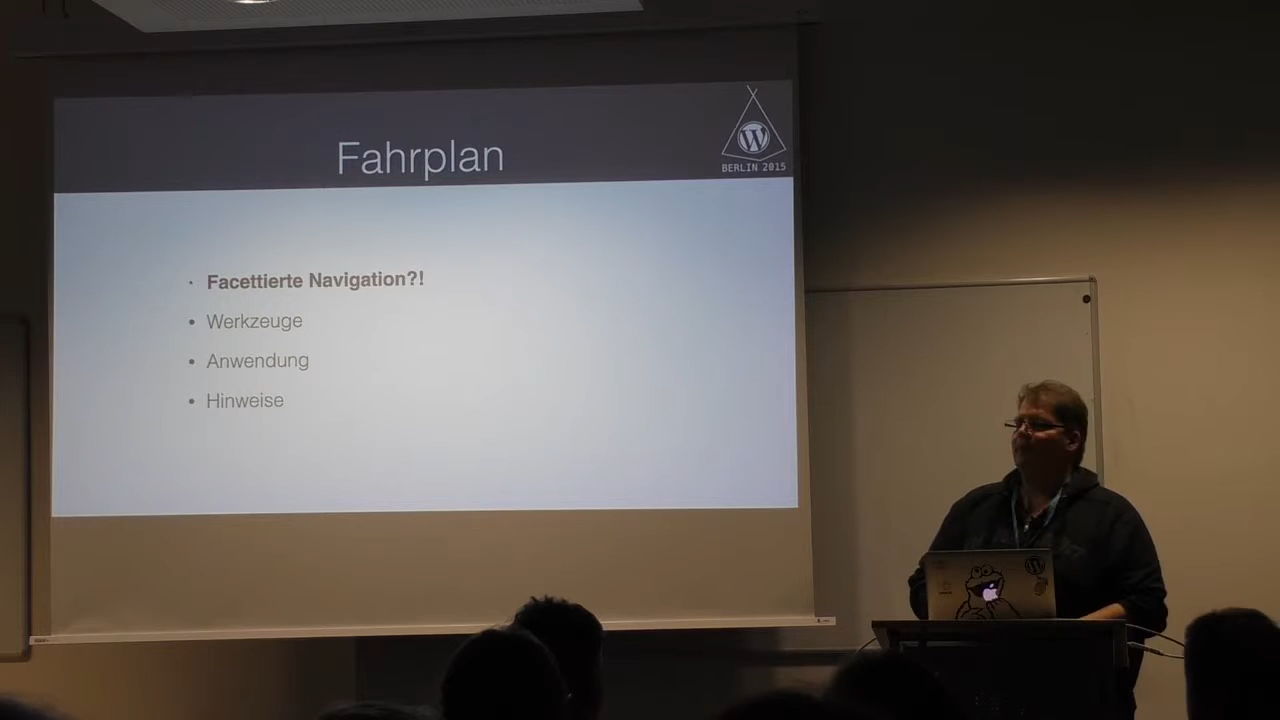 Fahrplan
BERLIN 2015
Facettierte Navigation?!
Werkzeuge
Anwendung
Hinweise